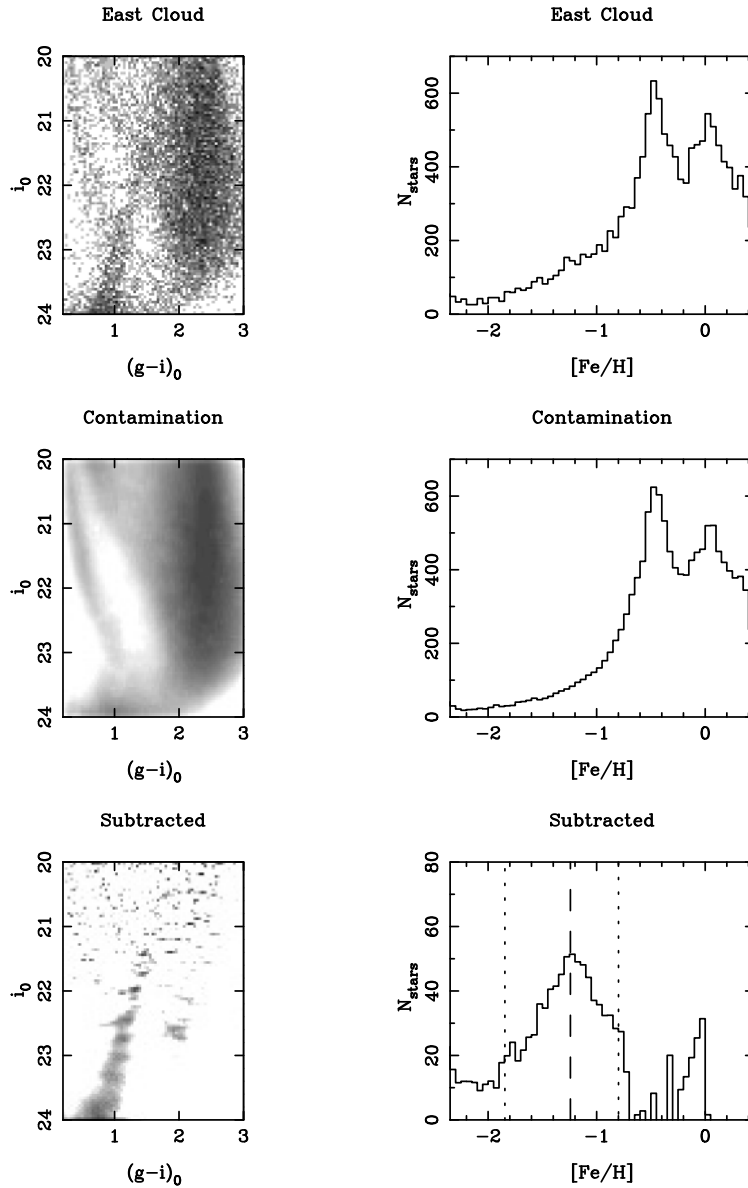 East Cloud
20
21
22
23
24
i₀
1 2 3
(g−i)₀
East Cloud
600
400
200
0
N_stars
−2 −1 0
[Fe/H]
Contamination
20
21
22
23
24
i₀
1 2 3
(g−i)₀
Contamination
600
400
200
0
N_stars
−2 −1 0
[Fe/H]
Subtracted
20
21
22
23
24
i₀
1 2 3
(g−i)₀
Subtracted
80
60
40
20
0
N_stars
−2 −1 0
[Fe/H]